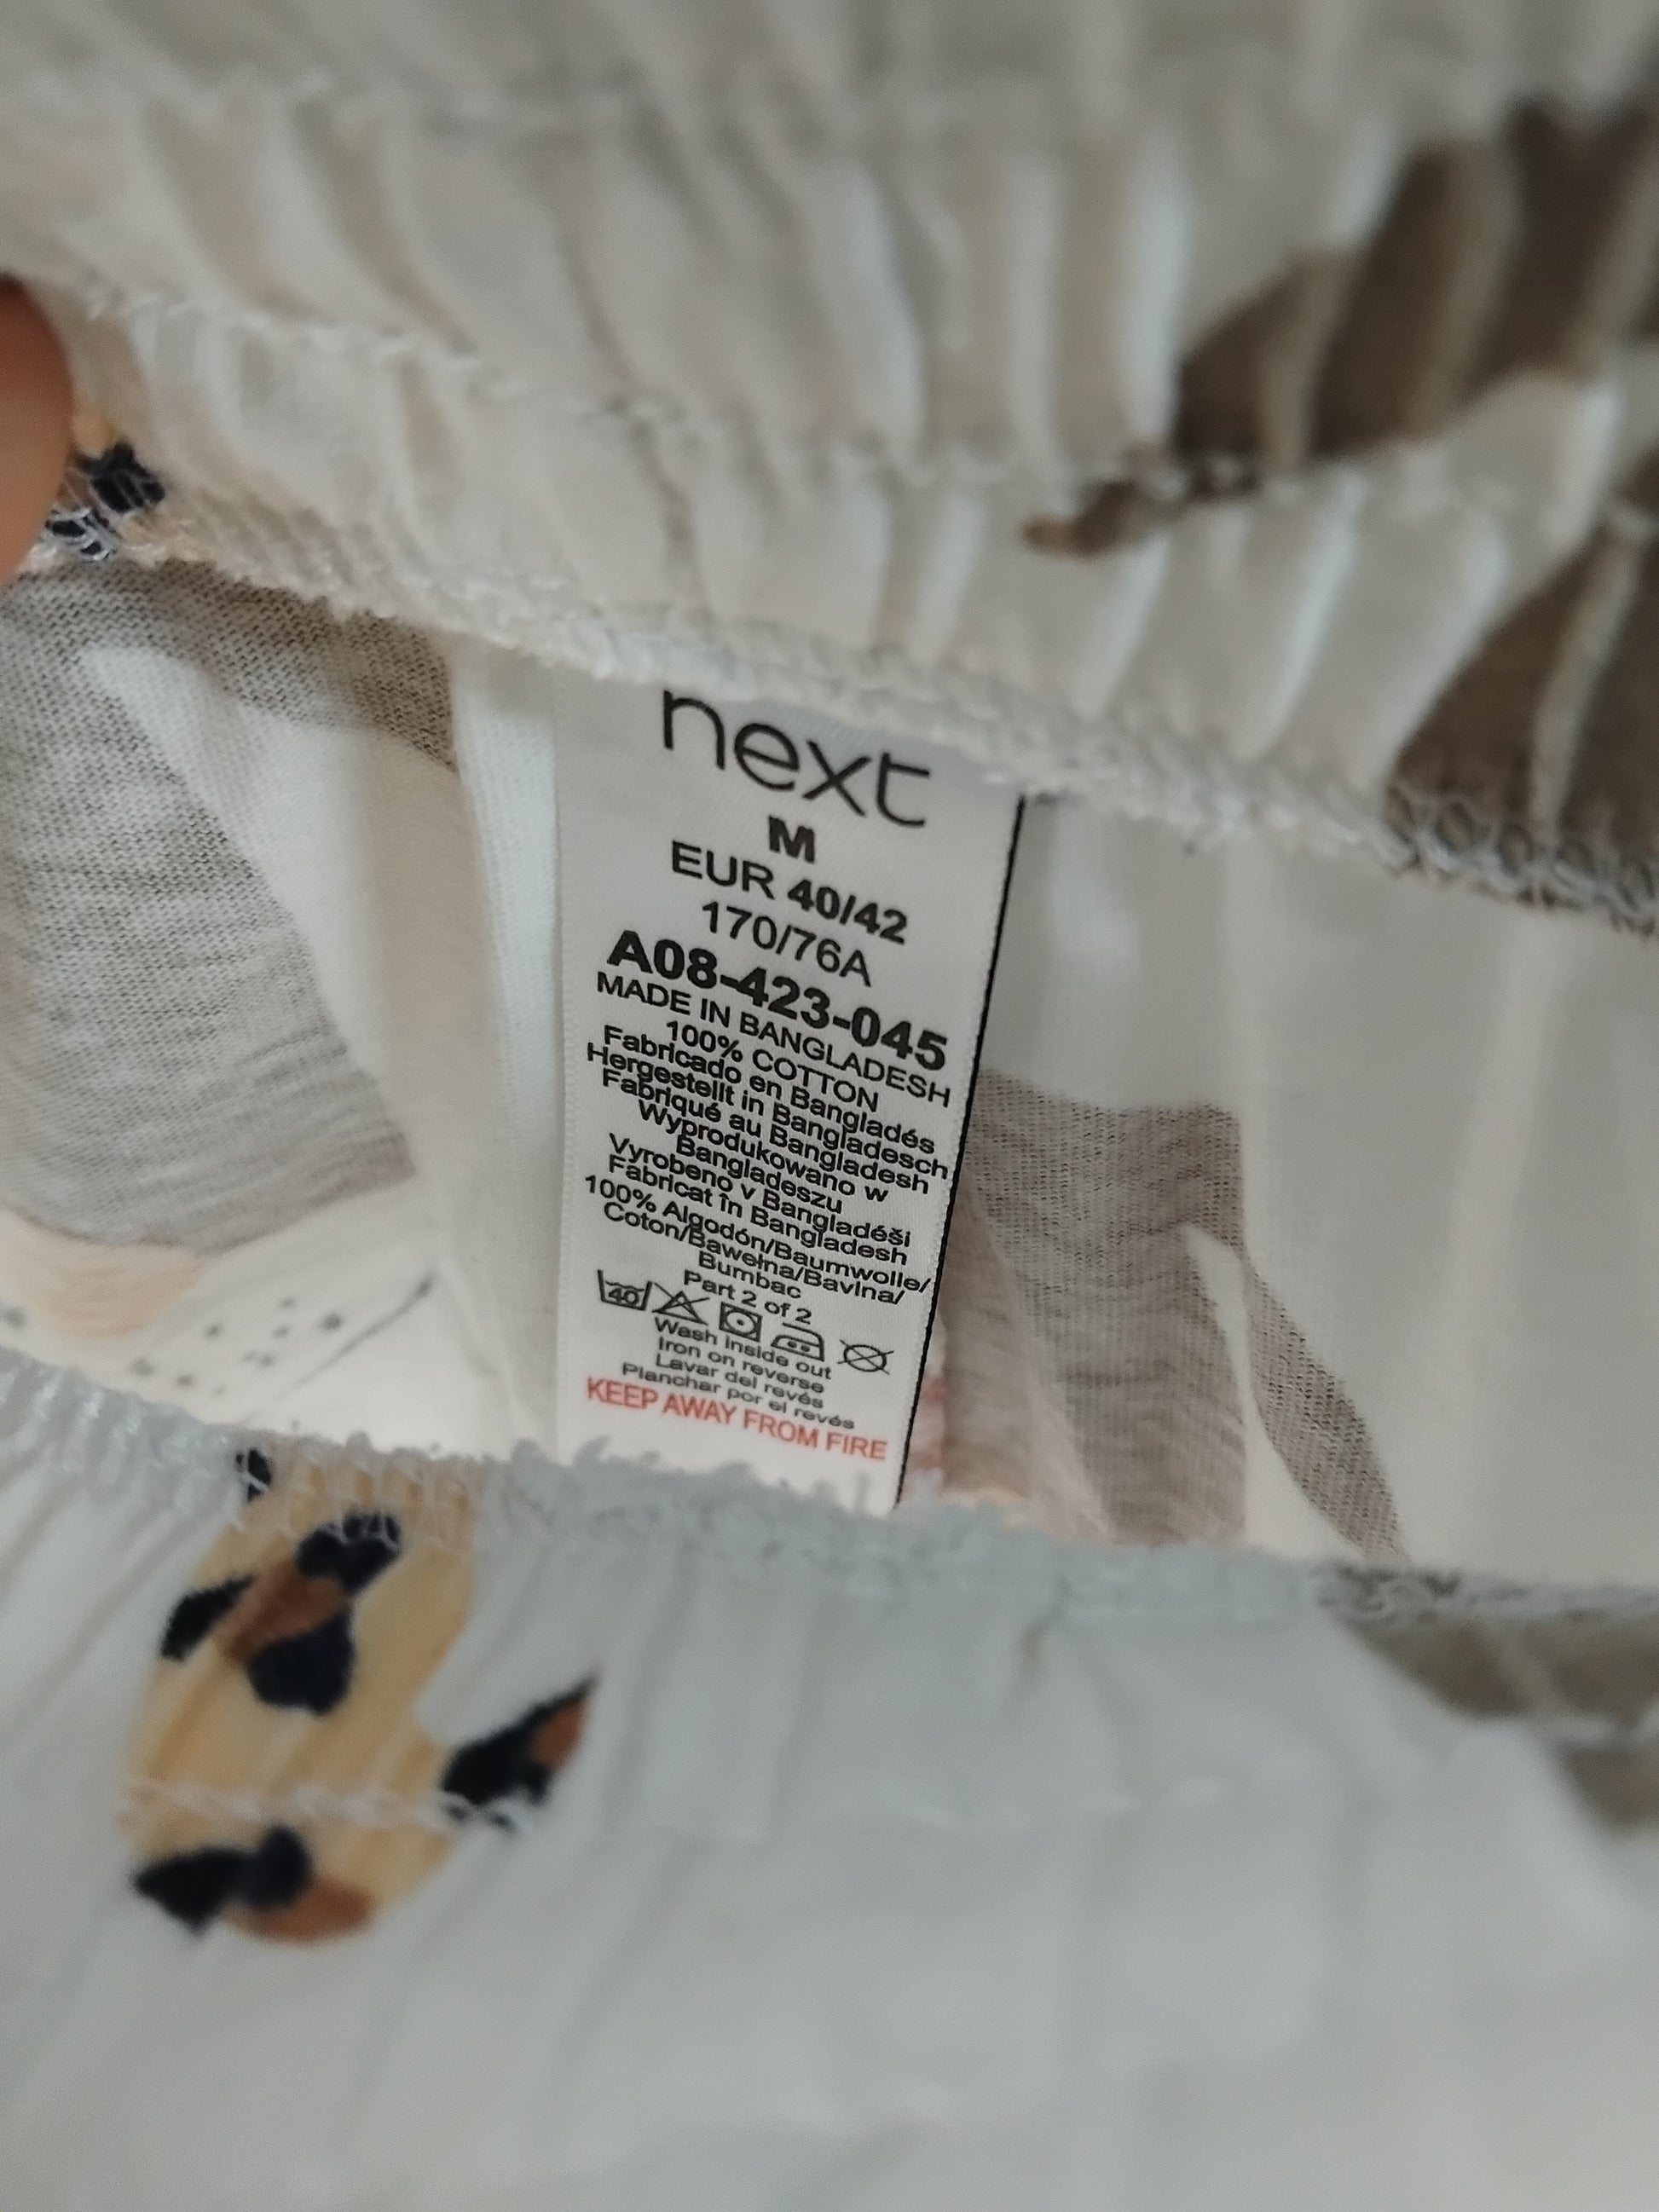 next
M
EUR 40/42
170/76A
A08-423-045
MADE IN BANGLADESH
100% COTTON
Fabricado en Bangladés
Hergestellt in Bangladesch
Fabriqué au Bangladesh
Wyprodukowano w
Bangladeszu
Vyrobeno v Bangladéši
Fabricat în Bangladesh
100% Algodón/Baumwolle/
Coton/Bawełna/Bavlna/
Bumbac
Part 2 of 2
40
Wash inside out
Iron on reverse
Lavar del revés
Planchar por el revés
KEEP AWAY FROM FIRE